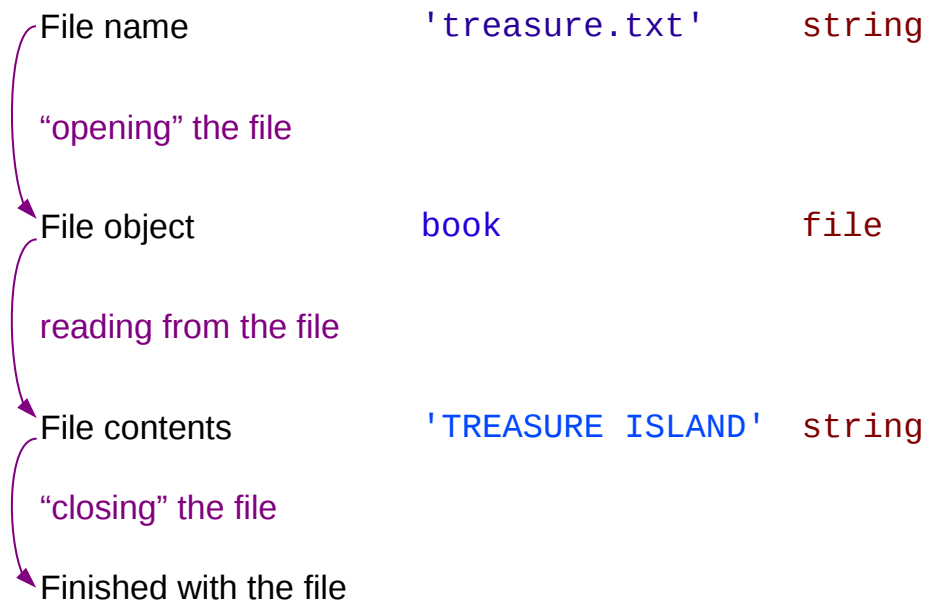 File name 'treasure.txt' string
“opening” the file
File object book file
reading from the file
File contents 'TREASURE ISLAND' string
“closing” the file
Finished with the file